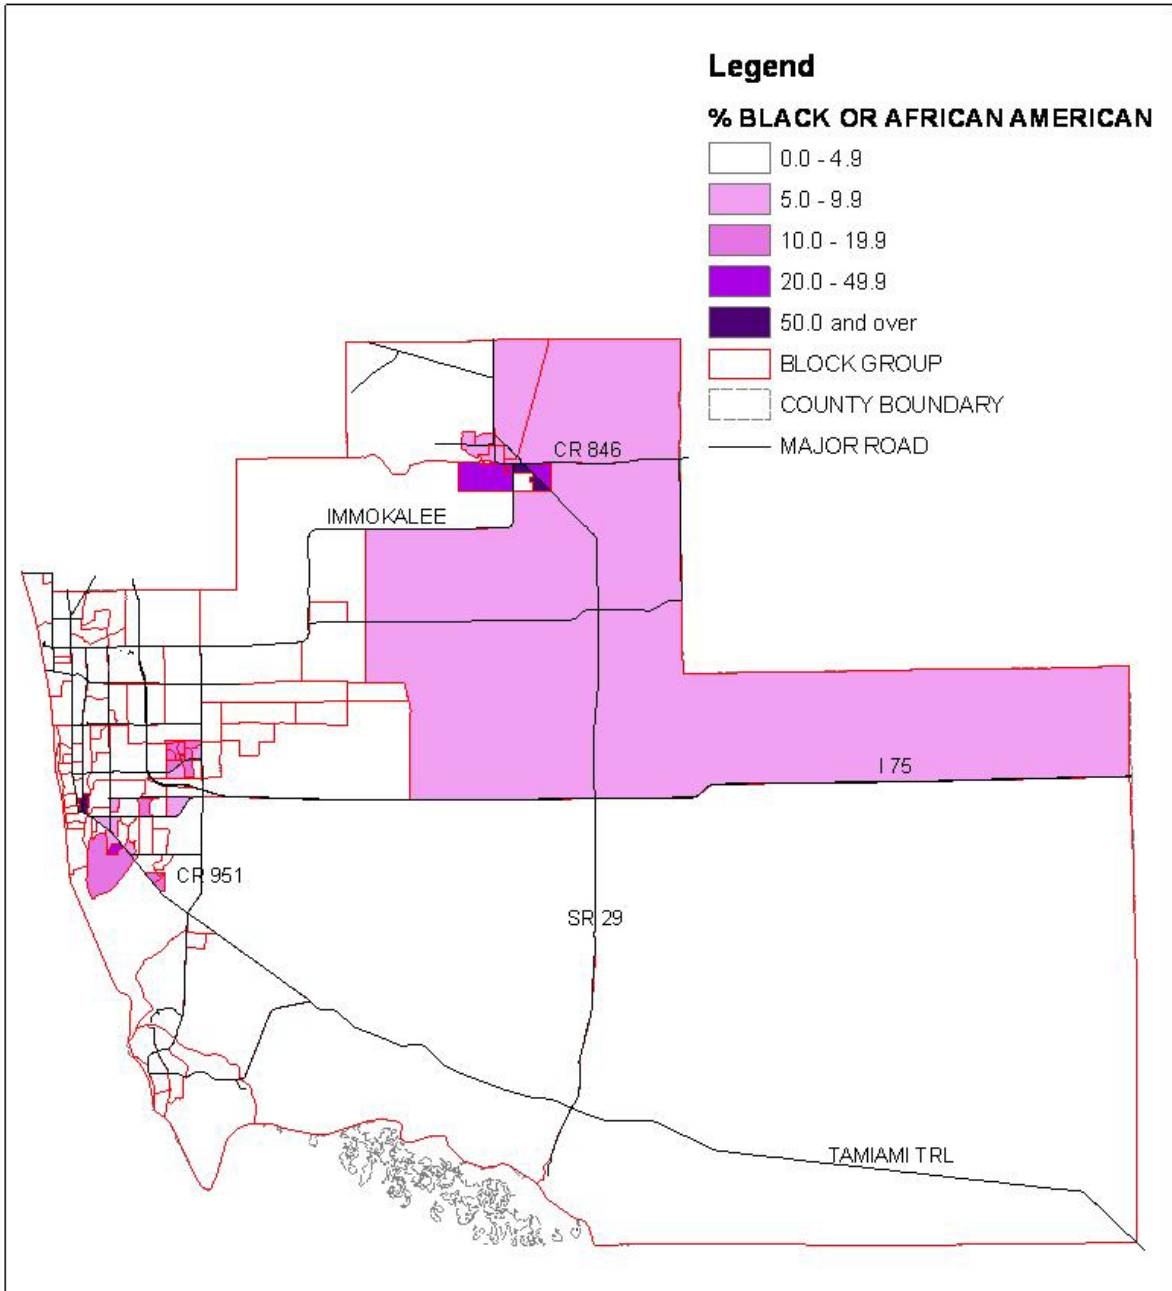 Legend
% BLACK OR AFRICAN AMERICAN
0.0 - 4.9
5.0 - 9.9
10.0 - 19.9
20.0 - 49.9
50.0 and over
BLOCK GROUP
COUNTY BOUNDARY
MAJOR ROAD
CR 846
IMMOKALEE
I 75
CR 951
SR 29
TAMIAMI TRL